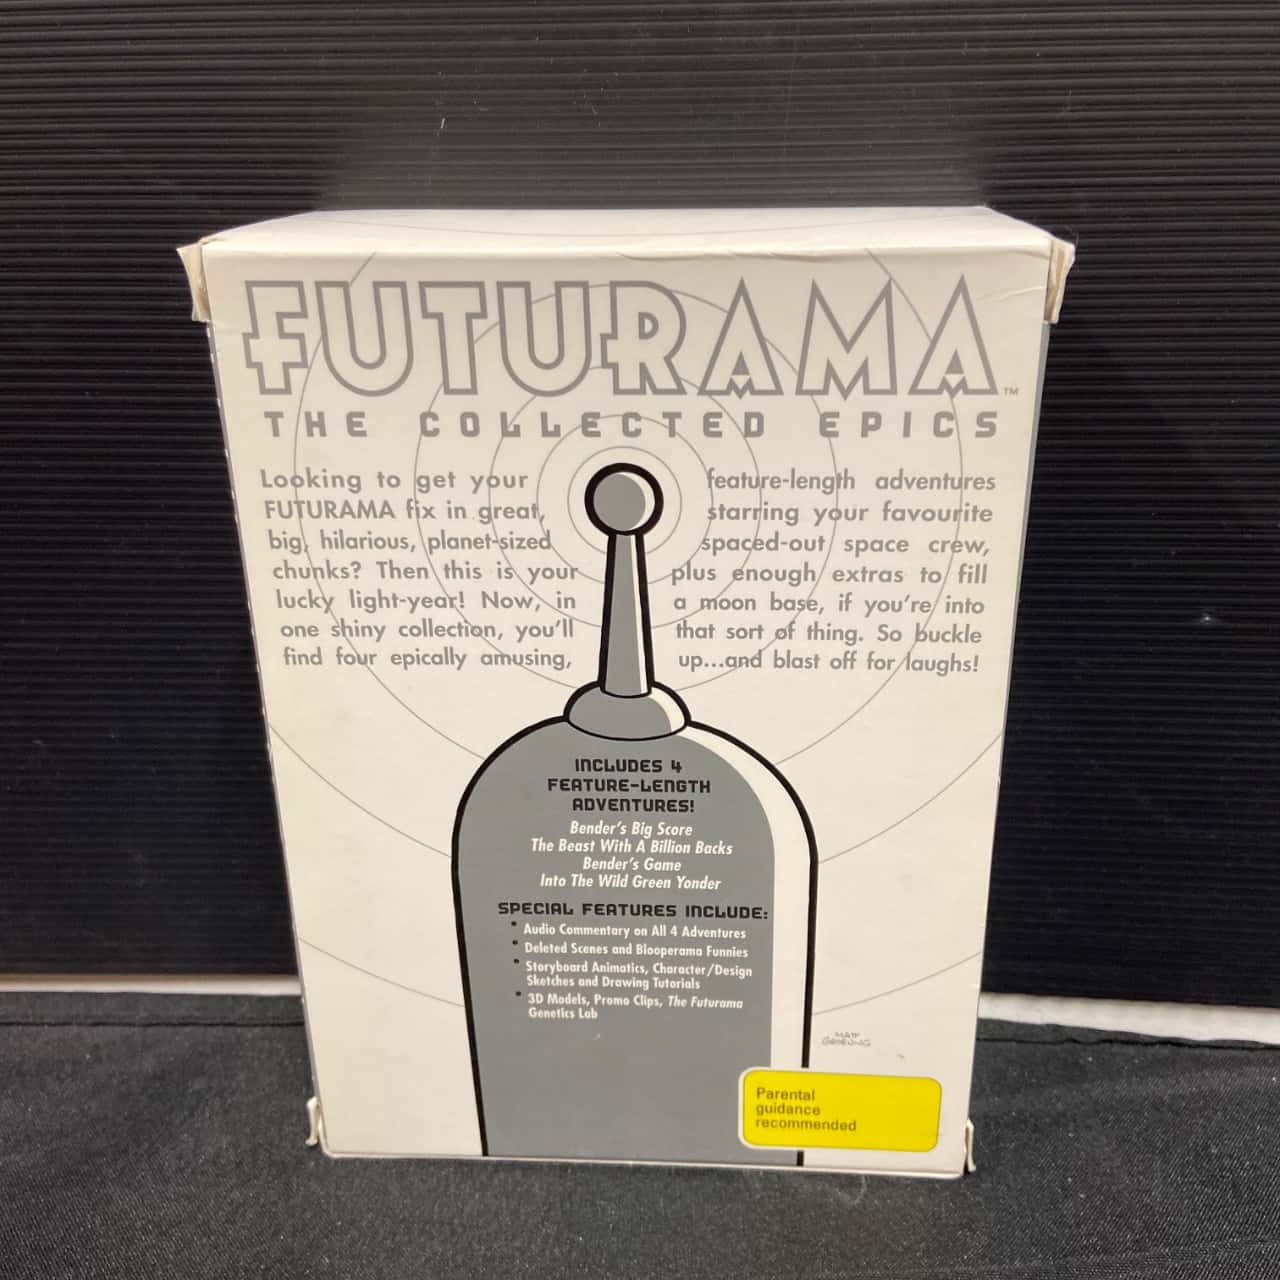 FUTURAMA™
THE COLLECTED EPICS
Looking to get your
FUTURAMA fix in great,
big, hilarious, planet-sized
chunks? Then this is your
lucky light-year! Now, in
one shiny collection, you'll
find four epically amusing,
feature-length adventures
starring your favourite
spaced-out space crew,
plus enough extras to fill
a moon base, if you're into
that sort of thing. So buckle
up...and blast off for laughs!
INCLUDES 4
FEATURE-LENGTH
ADVENTURES!
Bender's Big Score
The Beast With A Billion Backs
Bender's Game
Into The Wild Green Yonder
SPECIAL FEATURES INCLUDE:
• Audio Commentary on All 4 Adventures
• Deleted Scenes and Blooperama Funnies
• Storyboard Animatics, Character/Design
Sketches and Drawing Tutorials
• 3D Models, Promo Clips, The Futurama
Genetics Lab
MATT
GROENING
Parental
guidance
recommended